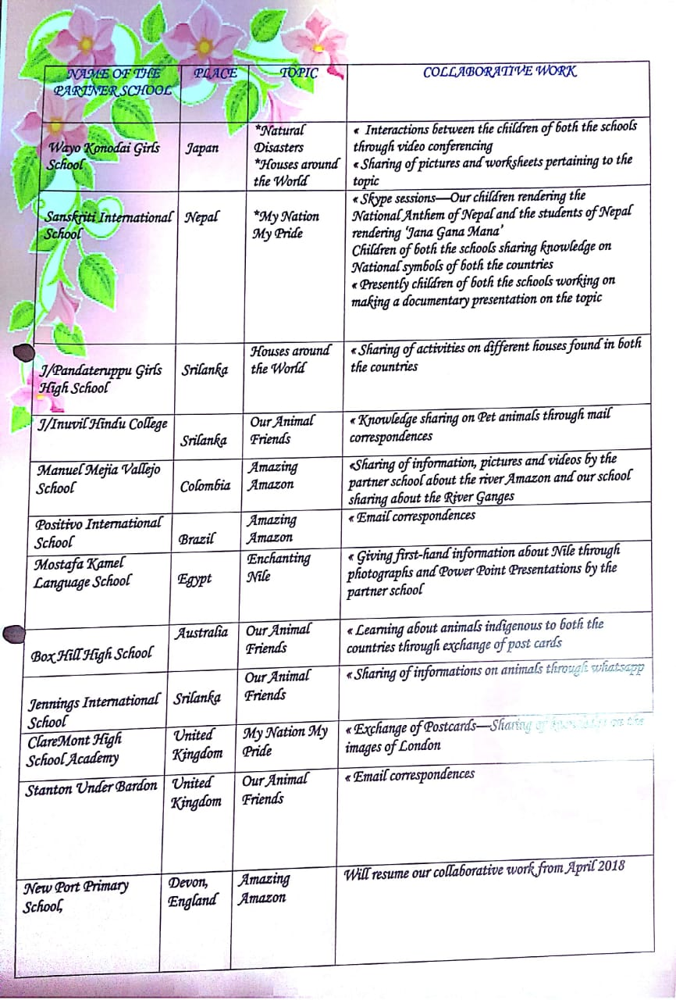 NAME OF THE
PARTNER SCHOOL
PLACE
TOPIC
COLLABORATIVE WORK
Wayo Konodai Girls
School
Japan
*Natural
Disasters
*Houses around
the World
« Interactions between the children of both the schools
through video conferencing
« Sharing of pictures and worksheets pertaining to the
topic
Sanskriti International
School
Nepal
*My Nation
My Pride
« Skype sessions—Our children rendering the
National Anthem of Nepal and the students of Nepal
rendering 'Jana Gana Mana'
Children of both the schools sharing knowledge on
National symbols of both the countries
« Presently children of both the schools working on
making a documentary presentation on the topic
J/Pandateruppu Girls
High School
Srilanka
Houses around
the World
« Sharing of activities on different houses found in both
the countries
J/Inuvil Hindu College
Srilanka
Our Animal
Friends
« Knowledge sharing on Pet animals through mail
correspondences
Manuel Mejia Vallejo
School
Colombia
Amazing
Amazon
«Sharing of information, pictures and videos by the
partner school about the river Amazon and our school
sharing about the River Ganges
Positivo International
School
Brazil
Amazing
Amazon
« Email correspondences
Mostafa Kamel
Language School
Egypt
Enchanting
Nile
« Giving first-hand information about Nile through
photographs and Power Point Presentations by the
partner school
Box Hill High School
Australia
Our Animal
Friends
« Learning about animals indigenous to both the
countries through exchange of post cards
Jennings International
School
Srilanka
Our Animal
Friends
« Sharing of informations on animals through whatsapp
ClareMont High
School Academy
United
Kingdom
My Nation My
Pride
« Exchange of Postcards—Sharing of knowledge on the
images of London
Stanton Under Bardon
United
Kingdom
Our Animal
Friends
« Email correspondences
New Port Primary
School,
Devon,
England
Amazing
Amazon
Will resume our collaborative work from April 2018